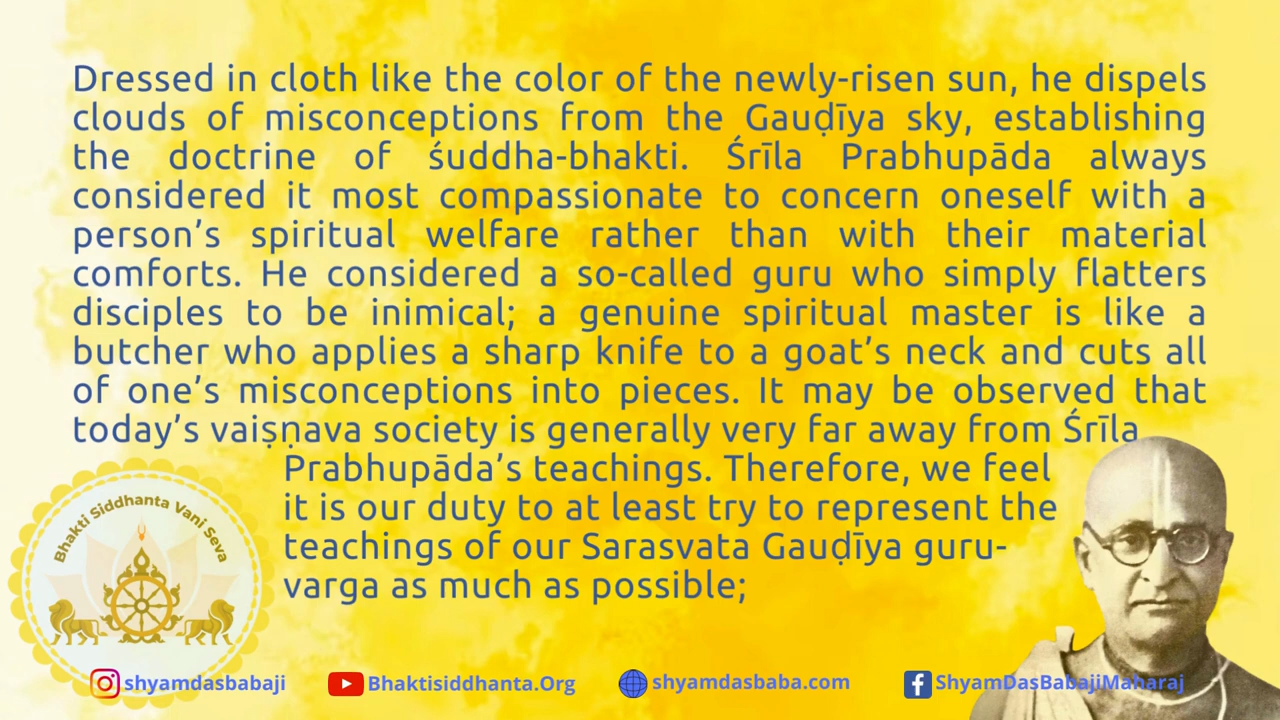 Dressed in cloth like the color of the newly-risen sun, he dispels
clouds of misconceptions from the Gauḍīya sky, establishing
the doctrine of śuddha-bhakti. Śrīla Prabhupāda always
considered it most compassionate to concern oneself with a
person’s spiritual welfare rather than with their material
comforts. He considered a so-called guru who simply flatters
disciples to be inimical; a genuine spiritual master is like a
butcher who applies a sharp knife to a goat’s neck and cuts all
of one’s misconceptions into pieces. It may be observed that
today’s vaiṣṇava society is generally very far away from Śrīla
Prabhupāda’s teachings. Therefore, we feel
it is our duty to at least try to represent the
teachings of our Sarasvata Gauḍīya guru-
varga as much as possible;
Bhakti Siddhanta Vani Seva
shyamdasbabaji
Bhaktisiddhanta.Org
shyamdasbaba.com
ShyamDasBabajiMaharaj